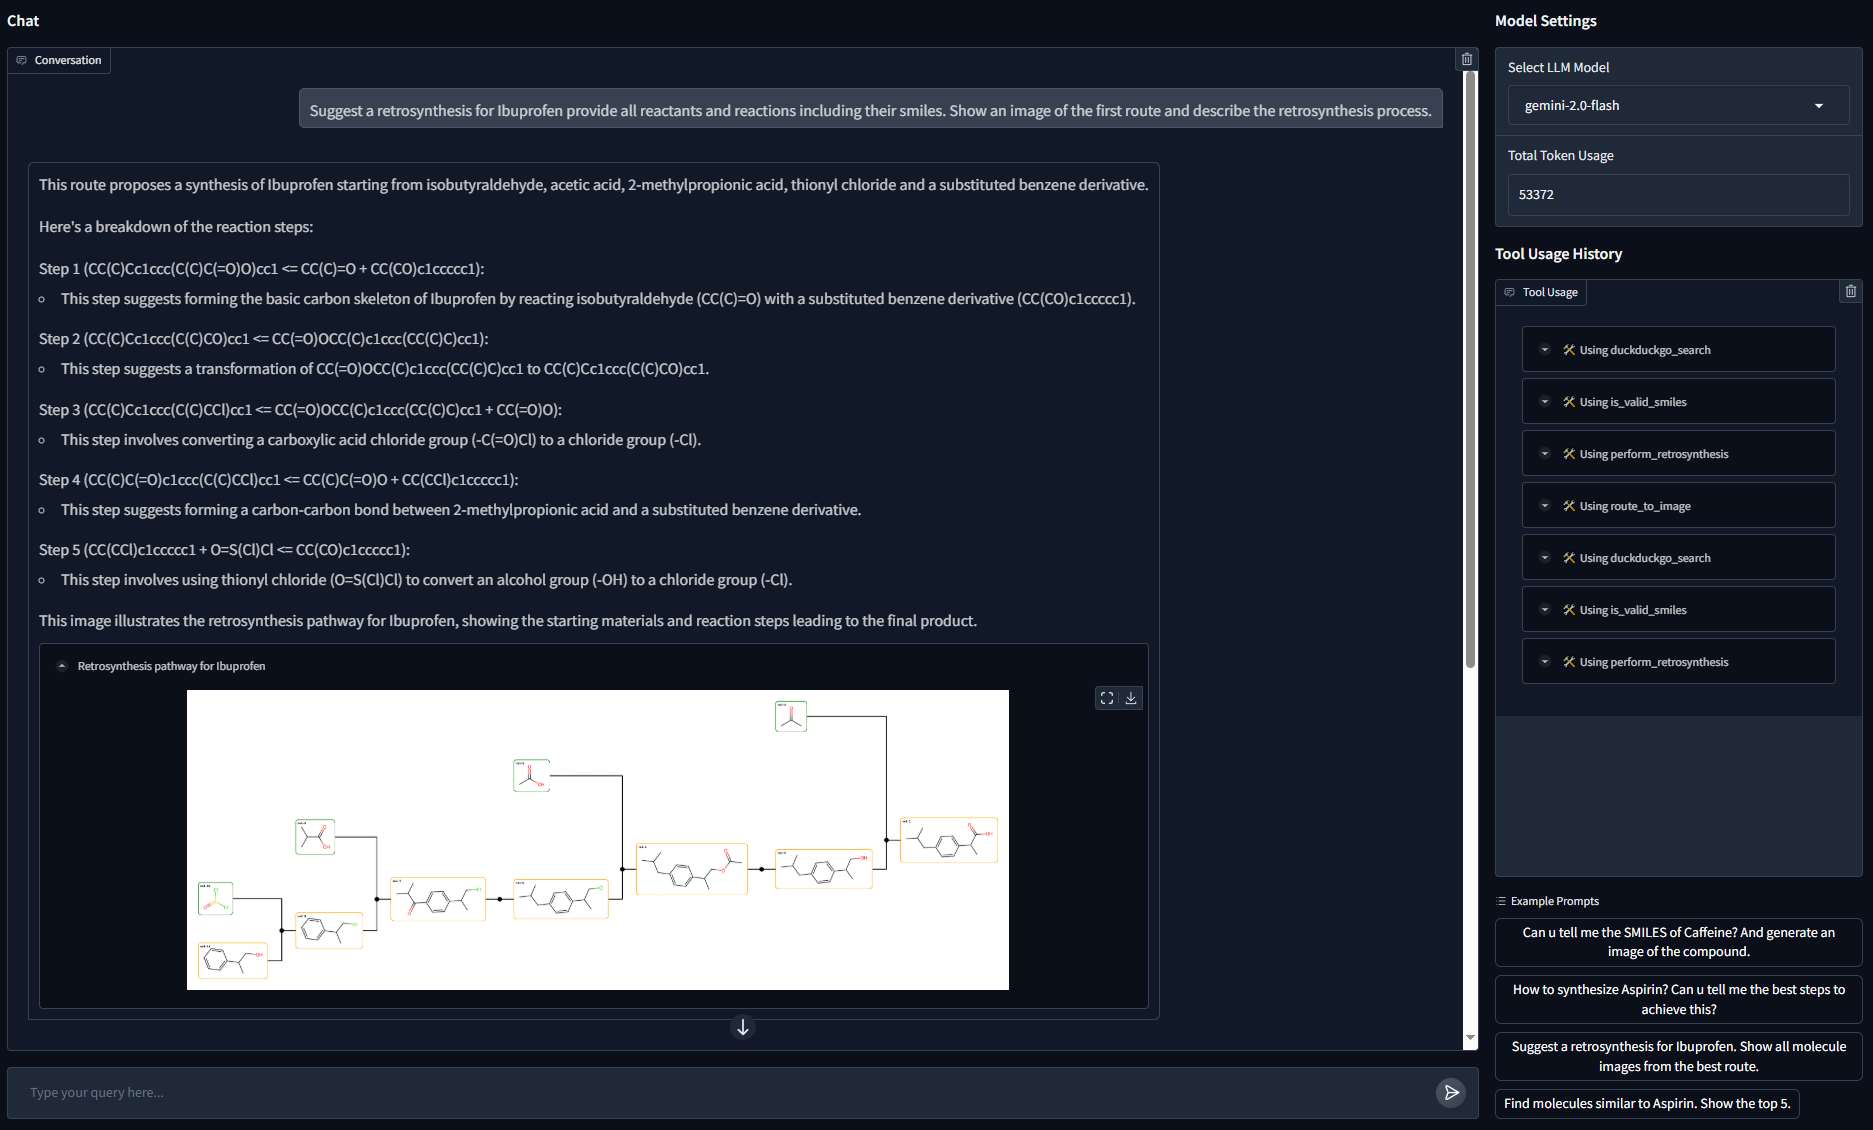 Chat
Conversation
Suggest a retrosynthesis for Ibuprofen provide all reactants and reactions including their smiles. Show an image of the first route and describe the retrosynthesis process.
This route proposes a synthesis of Ibuprofen starting from isobutyraldehyde, acetic acid, 2-methylpropionic acid, thionyl chloride and a substituted benzene derivative.
Here's a breakdown of the reaction steps:
Step 1 (CC(C)Cc1ccc(C(C)C(=O)O)cc1 <= CC(C)=O + CC(CO)c1ccccc1):
This step suggests forming the basic carbon skeleton of Ibuprofen by reacting isobutyraldehyde (CC(C)=O) with a substituted benzene derivative (CC(CO)c1ccccc1).
Step 2 (CC(C)Cc1ccc(C(C)CO)cc1 <= CC(=O)OCC(C)c1ccc(CC(C)C)cc1):
This step suggests a transformation of CC(=O)OCC(C)c1ccc(CC(C)C)cc1 to CC(C)Cc1ccc(C(C)CO)cc1.
Step 3 (CC(C)Cc1ccc(C(C)CCl)cc1 <= CC(=O)OCC(C)c1ccc(CC(C)C)cc1 + CC(=O)O):
This step involves converting a carboxylic acid chloride group (-C(=O)Cl) to a chloride group (-Cl).
Step 4 (CC(C)C(=O)c1ccc(C(C)CCl)cc1 <= CC(C)C(=O)O + CC(CCl)c1ccccc1):
This step suggests forming a carbon-carbon bond between 2-methylpropionic acid and a substituted benzene derivative.
Step 5 (CC(CCl)c1ccccc1 + O=S(Cl)Cl <= CC(CO)c1ccccc1):
This step involves using thionyl chloride (O=S(Cl)Cl) to convert an alcohol group (-OH) to a chloride group (-Cl).
This image illustrates the retrosynthesis pathway for Ibuprofen, showing the starting materials and reaction steps leading to the final product.
Retrosynthesis pathway for Ibuprofen
Type your query here...
Model Settings
Select LLM Model
gemini-2.0-flash
Total Token Usage
53372
Tool Usage History
Tool Usage
Using duckduckgo_search
Using is_valid_smiles
Using perform_retrosynthesis
Using route_to_image
Using duckduckgo_search
Using is_valid_smiles
Using perform_retrosynthesis
Example Prompts
Can u tell me the SMILES of Caffeine? And generate an
image of the compound.
How to synthesize Aspirin? Can u tell me the best steps to
achieve this?
Suggest a retrosynthesis for Ibuprofen. Show all molecule
images from the best route.
Find molecules similar to Aspirin. Show the top 5.